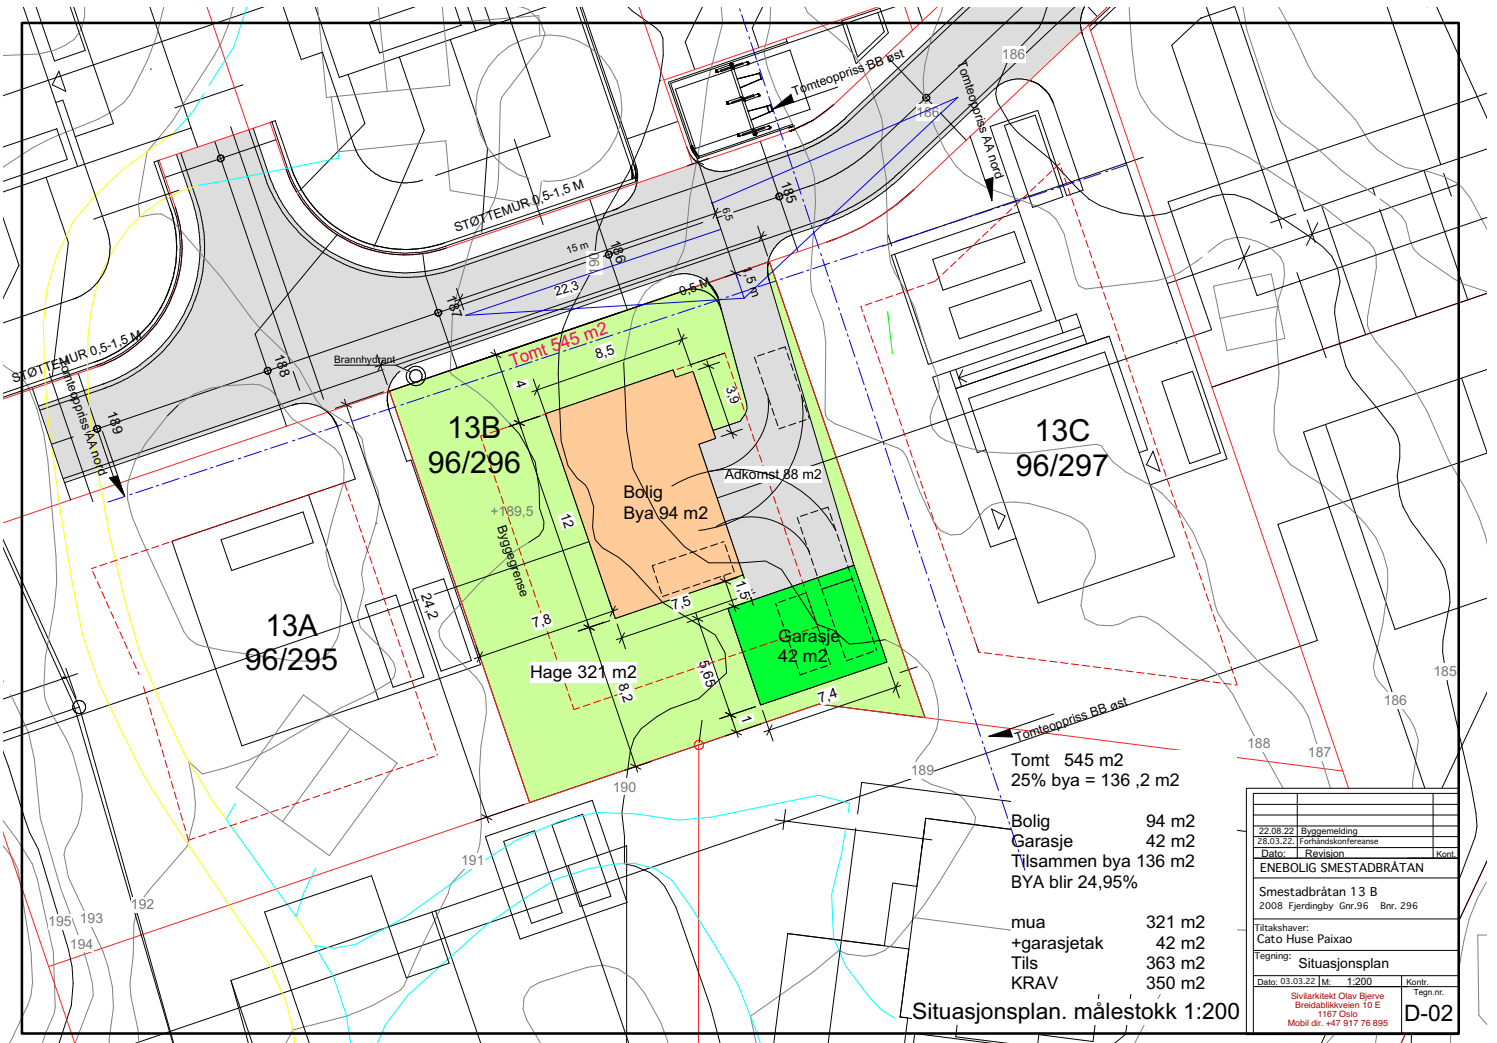 186
Tomteoppriss BB øst
Tomteoppriss AA nord
186
185
6,5
STØTTEMUR 0,5-1,5 M
15 m
186
190
22,3
0,5 M
1,5 m
187
STØTTEMUR 0,5-1,5 M
Tomteoppriss AA nord
188
189
Brannhydrant
Tomt 545 m2
8,5
4
3,9
13B
96/296
13C
96/297
Adkomst 88 m2
Bolig
Bya 94 m2
+189,5
12
Byggegrense
24,2
7,8
7,5
1,5
13A
96/295
Garasje
42 m2
Hage 321 m2
8,2
5,65
7,4
1
185
186
187
188
189
190
191
192
193
194
195
Tomteoppriss BB øst
Tomt 545 m2
25% bya = 136 ,2 m2
Bolig 94 m2
Garasje 42 m2
Tilsammen bya 136 m2
BYA blir 24,95%
mua 321 m2
+garasjetak 42 m2
Tils 363 m2
KRAV 350 m2
Situasjonsplan. målestokk 1:200
22.08.22 Byggemelding
28.03.22. Forhåndskonferanse
Dato: Revisjon Kont.
ENEBOLIG SMESTADBRÅTAN
Smestadbråtan 13 B
2008 Fjerdingby Gnr.96 Bnr. 296
Tiltakshaver:
Cato Huse Paixao
Tegning: Situasjonsplan
Dato: 03.03.22 M: 1:200 Kontr.
Sivilarkitekt Olav Bjerve
Breidablikkveien 10 E
1167 Oslo
Mobil dir. +47 917 76 895
Tegn.nr.
D-02